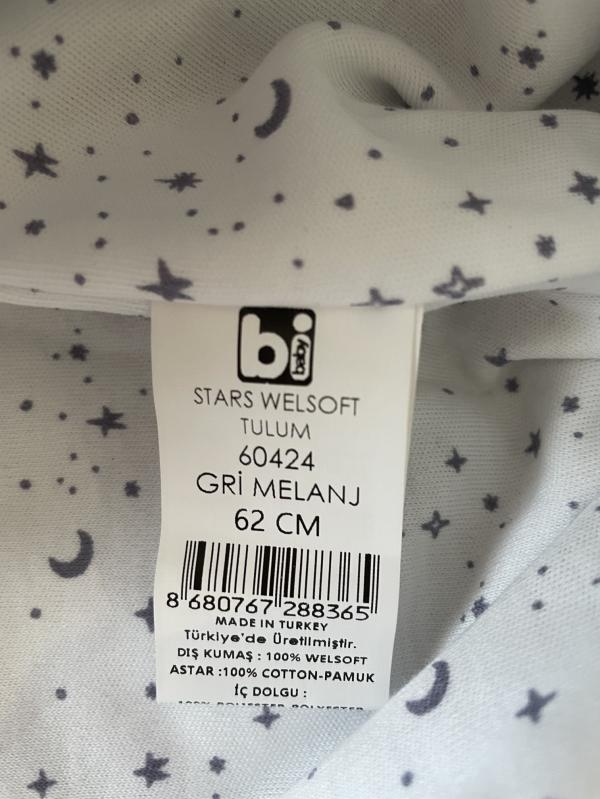 bi
baby
STARS WELSOFT
TULUM
60424
GRİ MELANJ
62 CM
8 680767 288365
MADE IN TURKEY
Türkiye'de Üretilmiştir.
DIŞ KUMAŞ : 100% WELSOFT
ASTAR :100% COTTON-PAMUK
İÇ DOLGU :